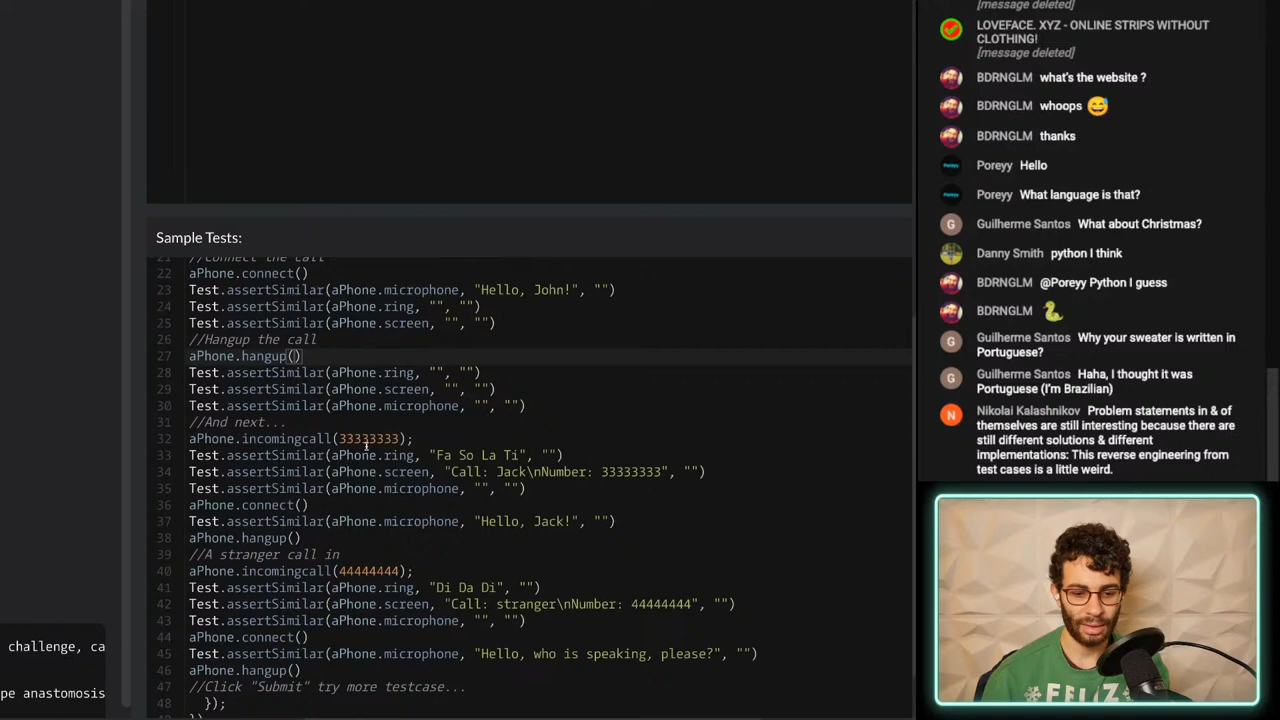 [message deleted]
LOVEFACE. XYZ - ONLINE STRIPS WITHOUT
CLOTHING!
[message deleted]
BDRNGLM what's the website ?
BDRNGLM whoops 😅
BDRNGLM thanks
Poreyy Hello
Poreyy What language is that?
G Guilherme Santos What about Christmas?
Danny Smith python I think
BDRNGLM @Poreyy Python I guess
BDRNGLM 🐍
G Guilherme Santos Why your sweater is written in
Portuguese?
G Guilherme Santos Haha, I thought it was
Portuguese (I'm Brazilian)
N Nikolai Kalashnikov Problem statements in & of
themselves are still interesting because there
are still different solutions & different
implementations: This reverse engineering from
test cases is a little weird.
Sample Tests:
21 //Connect the call
22 aPhone.connect()
23 Test.assertSimilar(aPhone.microphone, "Hello, John!", "")
24 Test.assertSimilar(aPhone.ring, "", "")
25 Test.assertSimilar(aPhone.screen, "", "")
26 //Hangup the call
27 aPhone.hangup()
28 Test.assertSimilar(aPhone.ring, "", "")
29 Test.assertSimilar(aPhone.screen, "", "")
30 Test.assertSimilar(aPhone.microphone, "", "")
31 //And next...
32 aPhone.incomingcall(33333333);
33 Test.assertSimilar(aPhone.ring, "Fa So La Ti", "")
34 Test.assertSimilar(aPhone.screen, "Call: Jack\nNumber: 33333333", "")
35 Test.assertSimilar(aPhone.microphone, "", "")
36 aPhone.connect()
37 Test.assertSimilar(aPhone.microphone, "Hello, Jack!", "")
38 aPhone.hangup()
39 //A stranger call in
40 aPhone.incomingcall(44444444);
41 Test.assertSimilar(aPhone.ring, "Di Da Di", "")
42 Test.assertSimilar(aPhone.screen, "Call: stranger\nNumber: 44444444", "")
43 Test.assertSimilar(aPhone.microphone, "", "")
44 aPhone.connect()
45 Test.assertSimilar(aPhone.microphone, "Hello, who is speaking, please?", "")
46 aPhone.hangup()
47 //Click "Submit" try more testcase...
48 });
challenge, ca
pe anastomosis
FELIZ